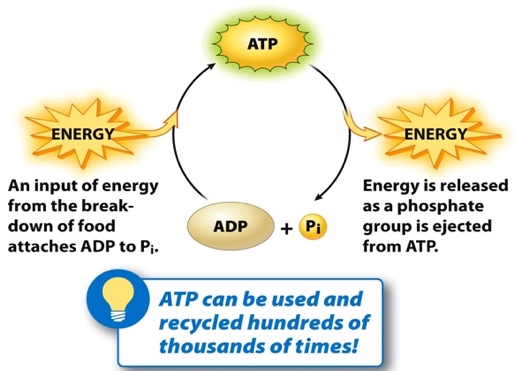 ATP
ENERGY
ENERGY
An input of energy
from the break-
down of food
attaches ADP to Pi.
Energy is released
as a phosphate
group is ejected
from ATP.
ADP + Pi
ATP can be used and
recycled hundreds of
thousands of times!